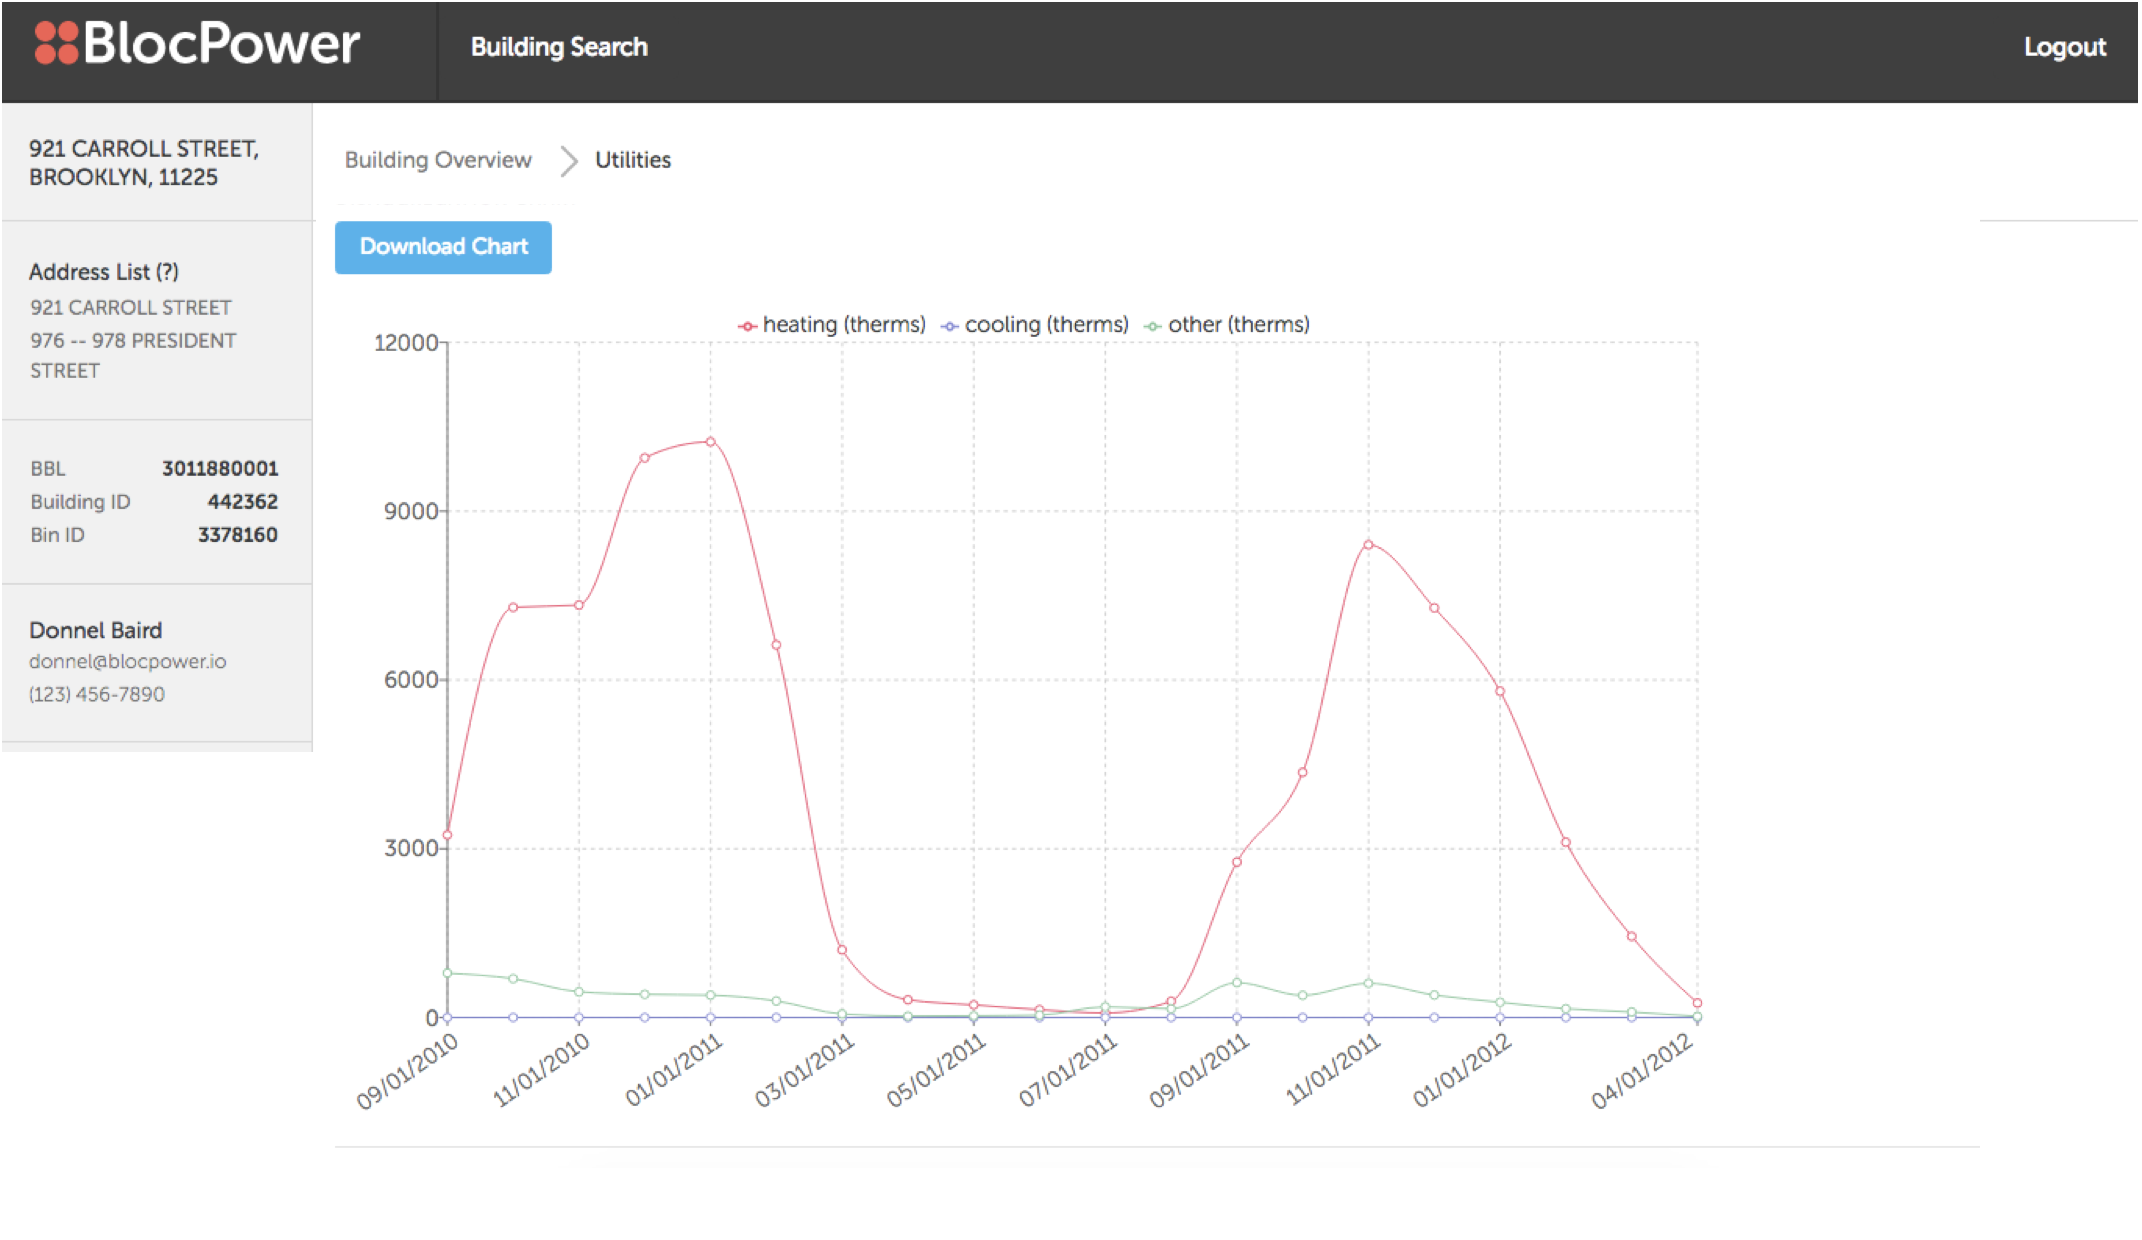 BlocPower
Building Search
Logout
921 CARROLL STREET,
BROOKLYN, 11225
Building Overview
Utilities
Download Chart
Address List (?)
921 CARROLL STREET
976 -- 978 PRESIDENT
STREET
BBL 3011880001
Building ID 442362
Bin ID 3378160
Donnel Baird
donnel@blocpower.io
(123) 456-7890
heating (therms) cooling (therms) other (therms)
12000
9000
6000
3000
0
09/01/2010 11/01/2010 01/01/2011 03/01/2011 05/01/2011 07/01/2011 09/01/2011 11/01/2011 01/01/2012 04/01/2012